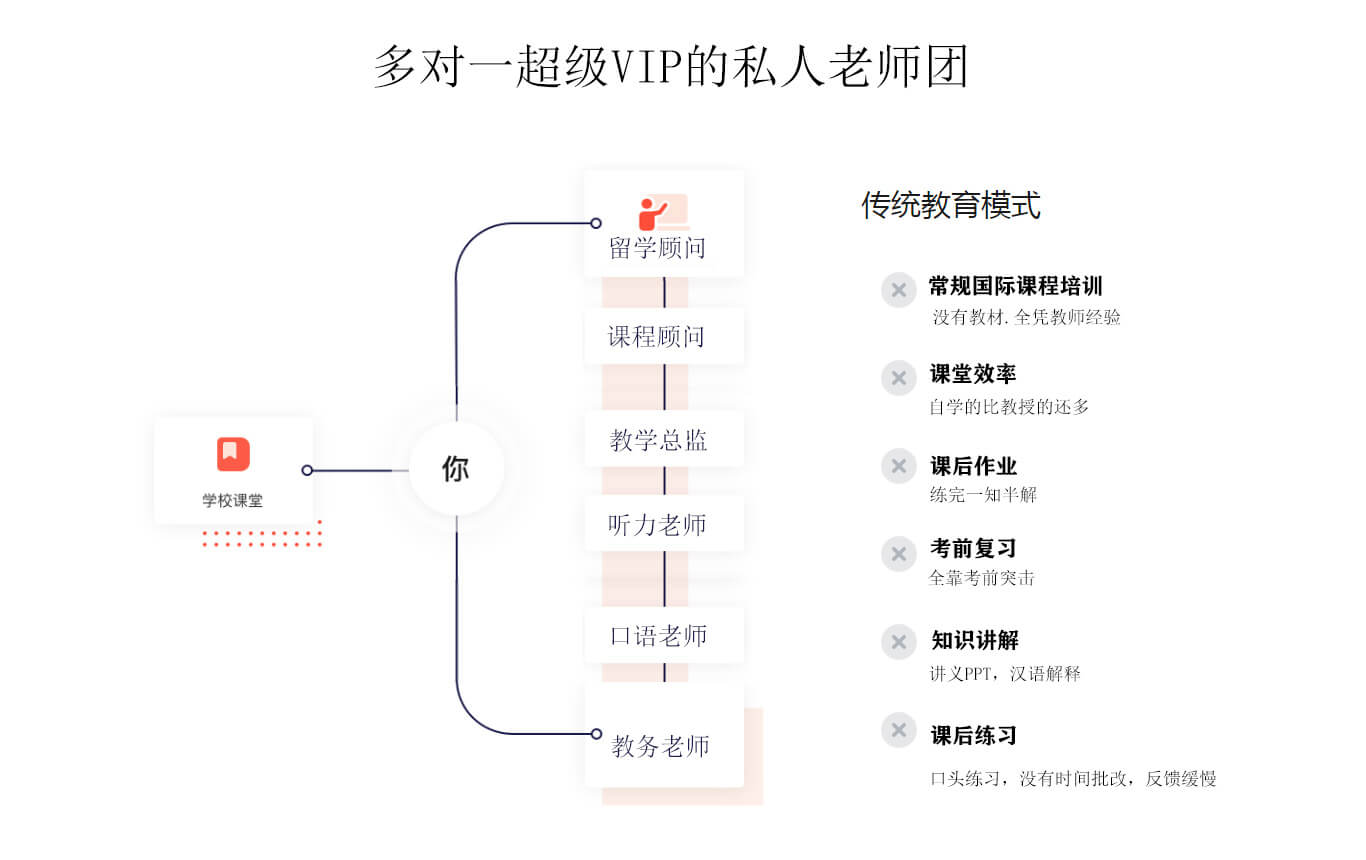 多对一超级VIP的私人老师团
学校课堂
你
留学顾问
课程顾问
教学总监
听力老师
口语老师
教务老师
传统教育模式
常规国际课程培训
没有教材.全凭教师经验
课堂效率
自学的比教授的还多
课后作业
练完一知半解
考前复习
全靠考前突击
知识讲解
讲义PPT，汉语解释
课后练习
口头练习，没有时间批改，反馈缓慢